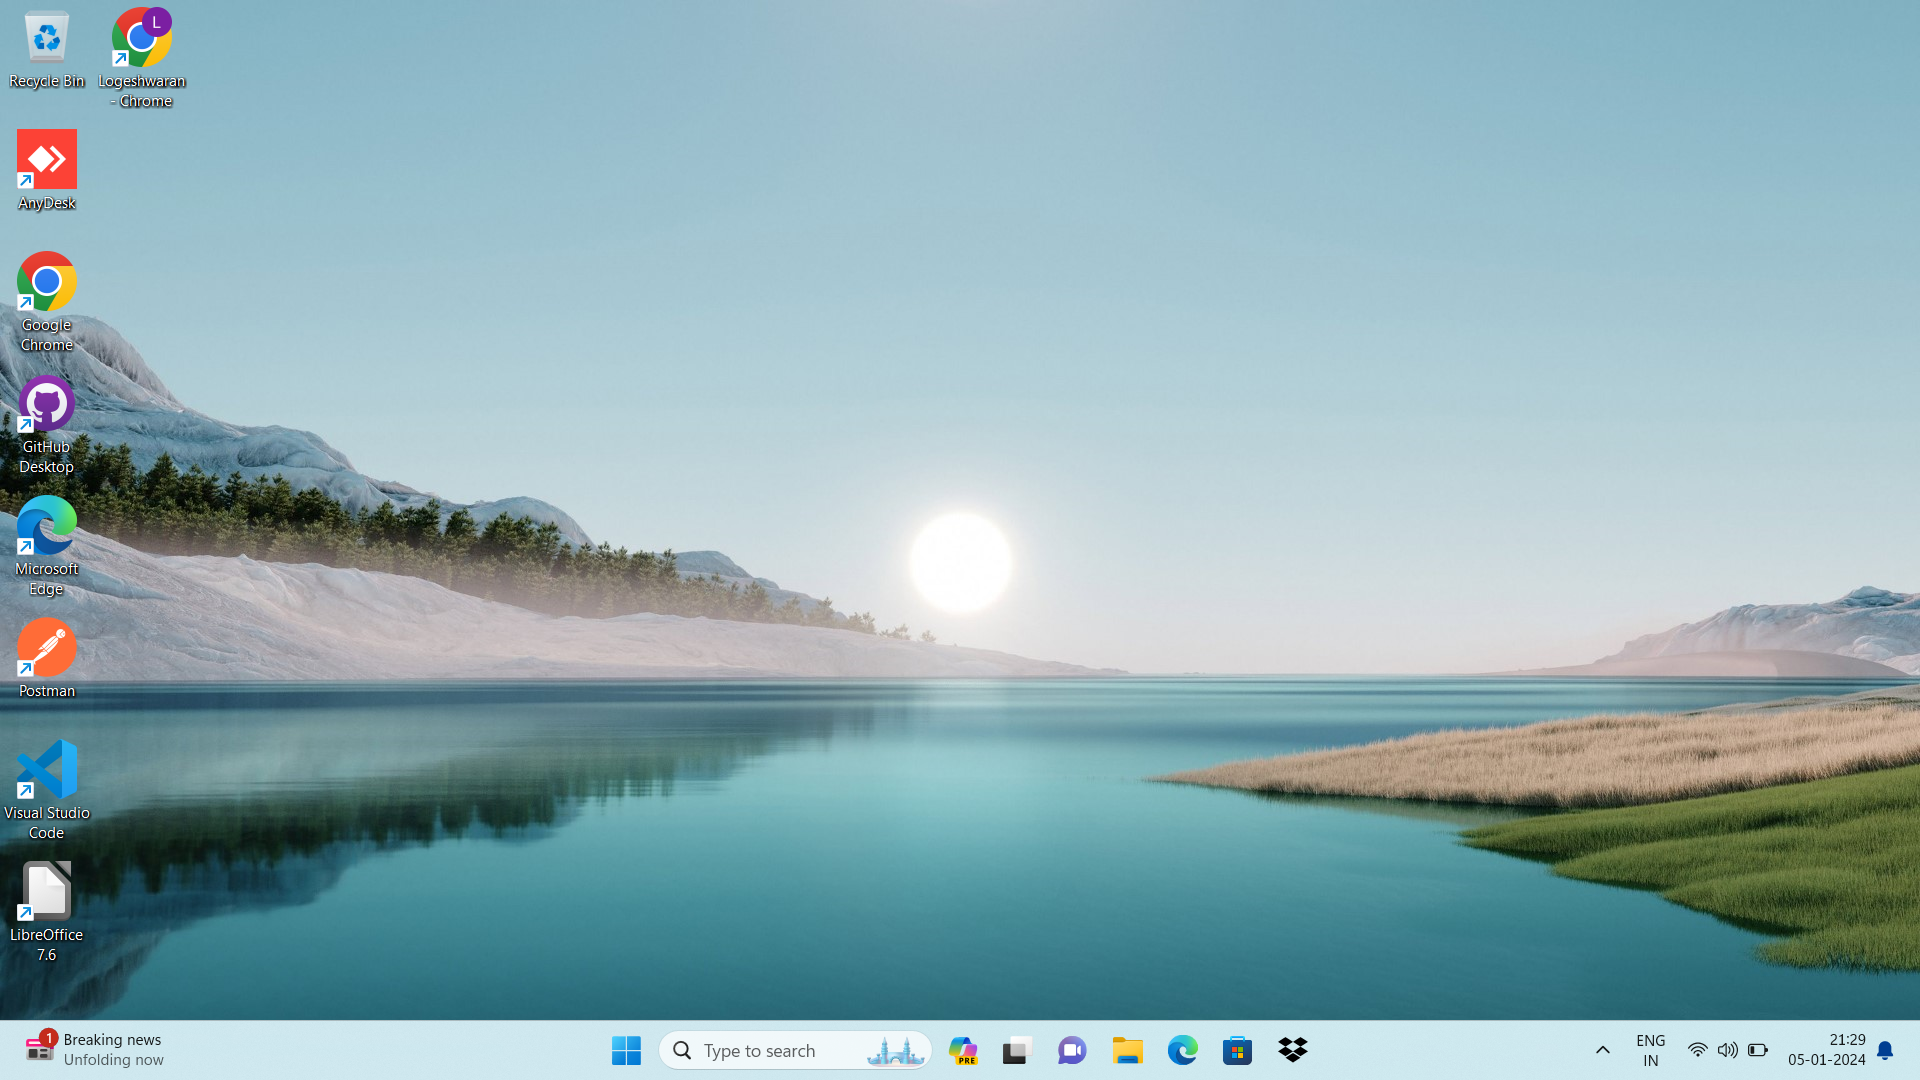 Recycle Bin
L
Logeshwaran
- Chrome
AnyDesk
Google
Chrome
GitHub
Desktop
Microsoft
Edge
Postman
Visual Studio
Code
LibreOffice
7.6
1
Breaking news
Unfolding now
Type to search
PRE
ENG
IN
21:29
05-01-2024